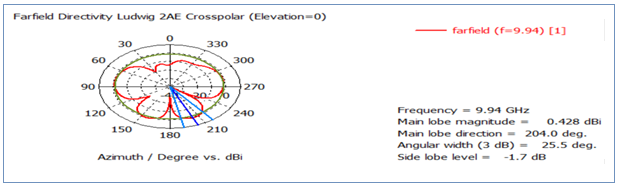 Farfield Directivity Ludwig 2AE Crosspolar (Elevation=0)
farfield (f=9.94) [1]
0
30
330
60
300
90
270
120
240
150
210
180
Azimuth / Degree vs. dBi
Frequency = 9.94 GHz
Main lobe magnitude = 0.428 dBi
Main lobe direction = 204.0 deg.
Angular width (3 dB) = 25.5 deg.
Side lobe level = -1.7 dB